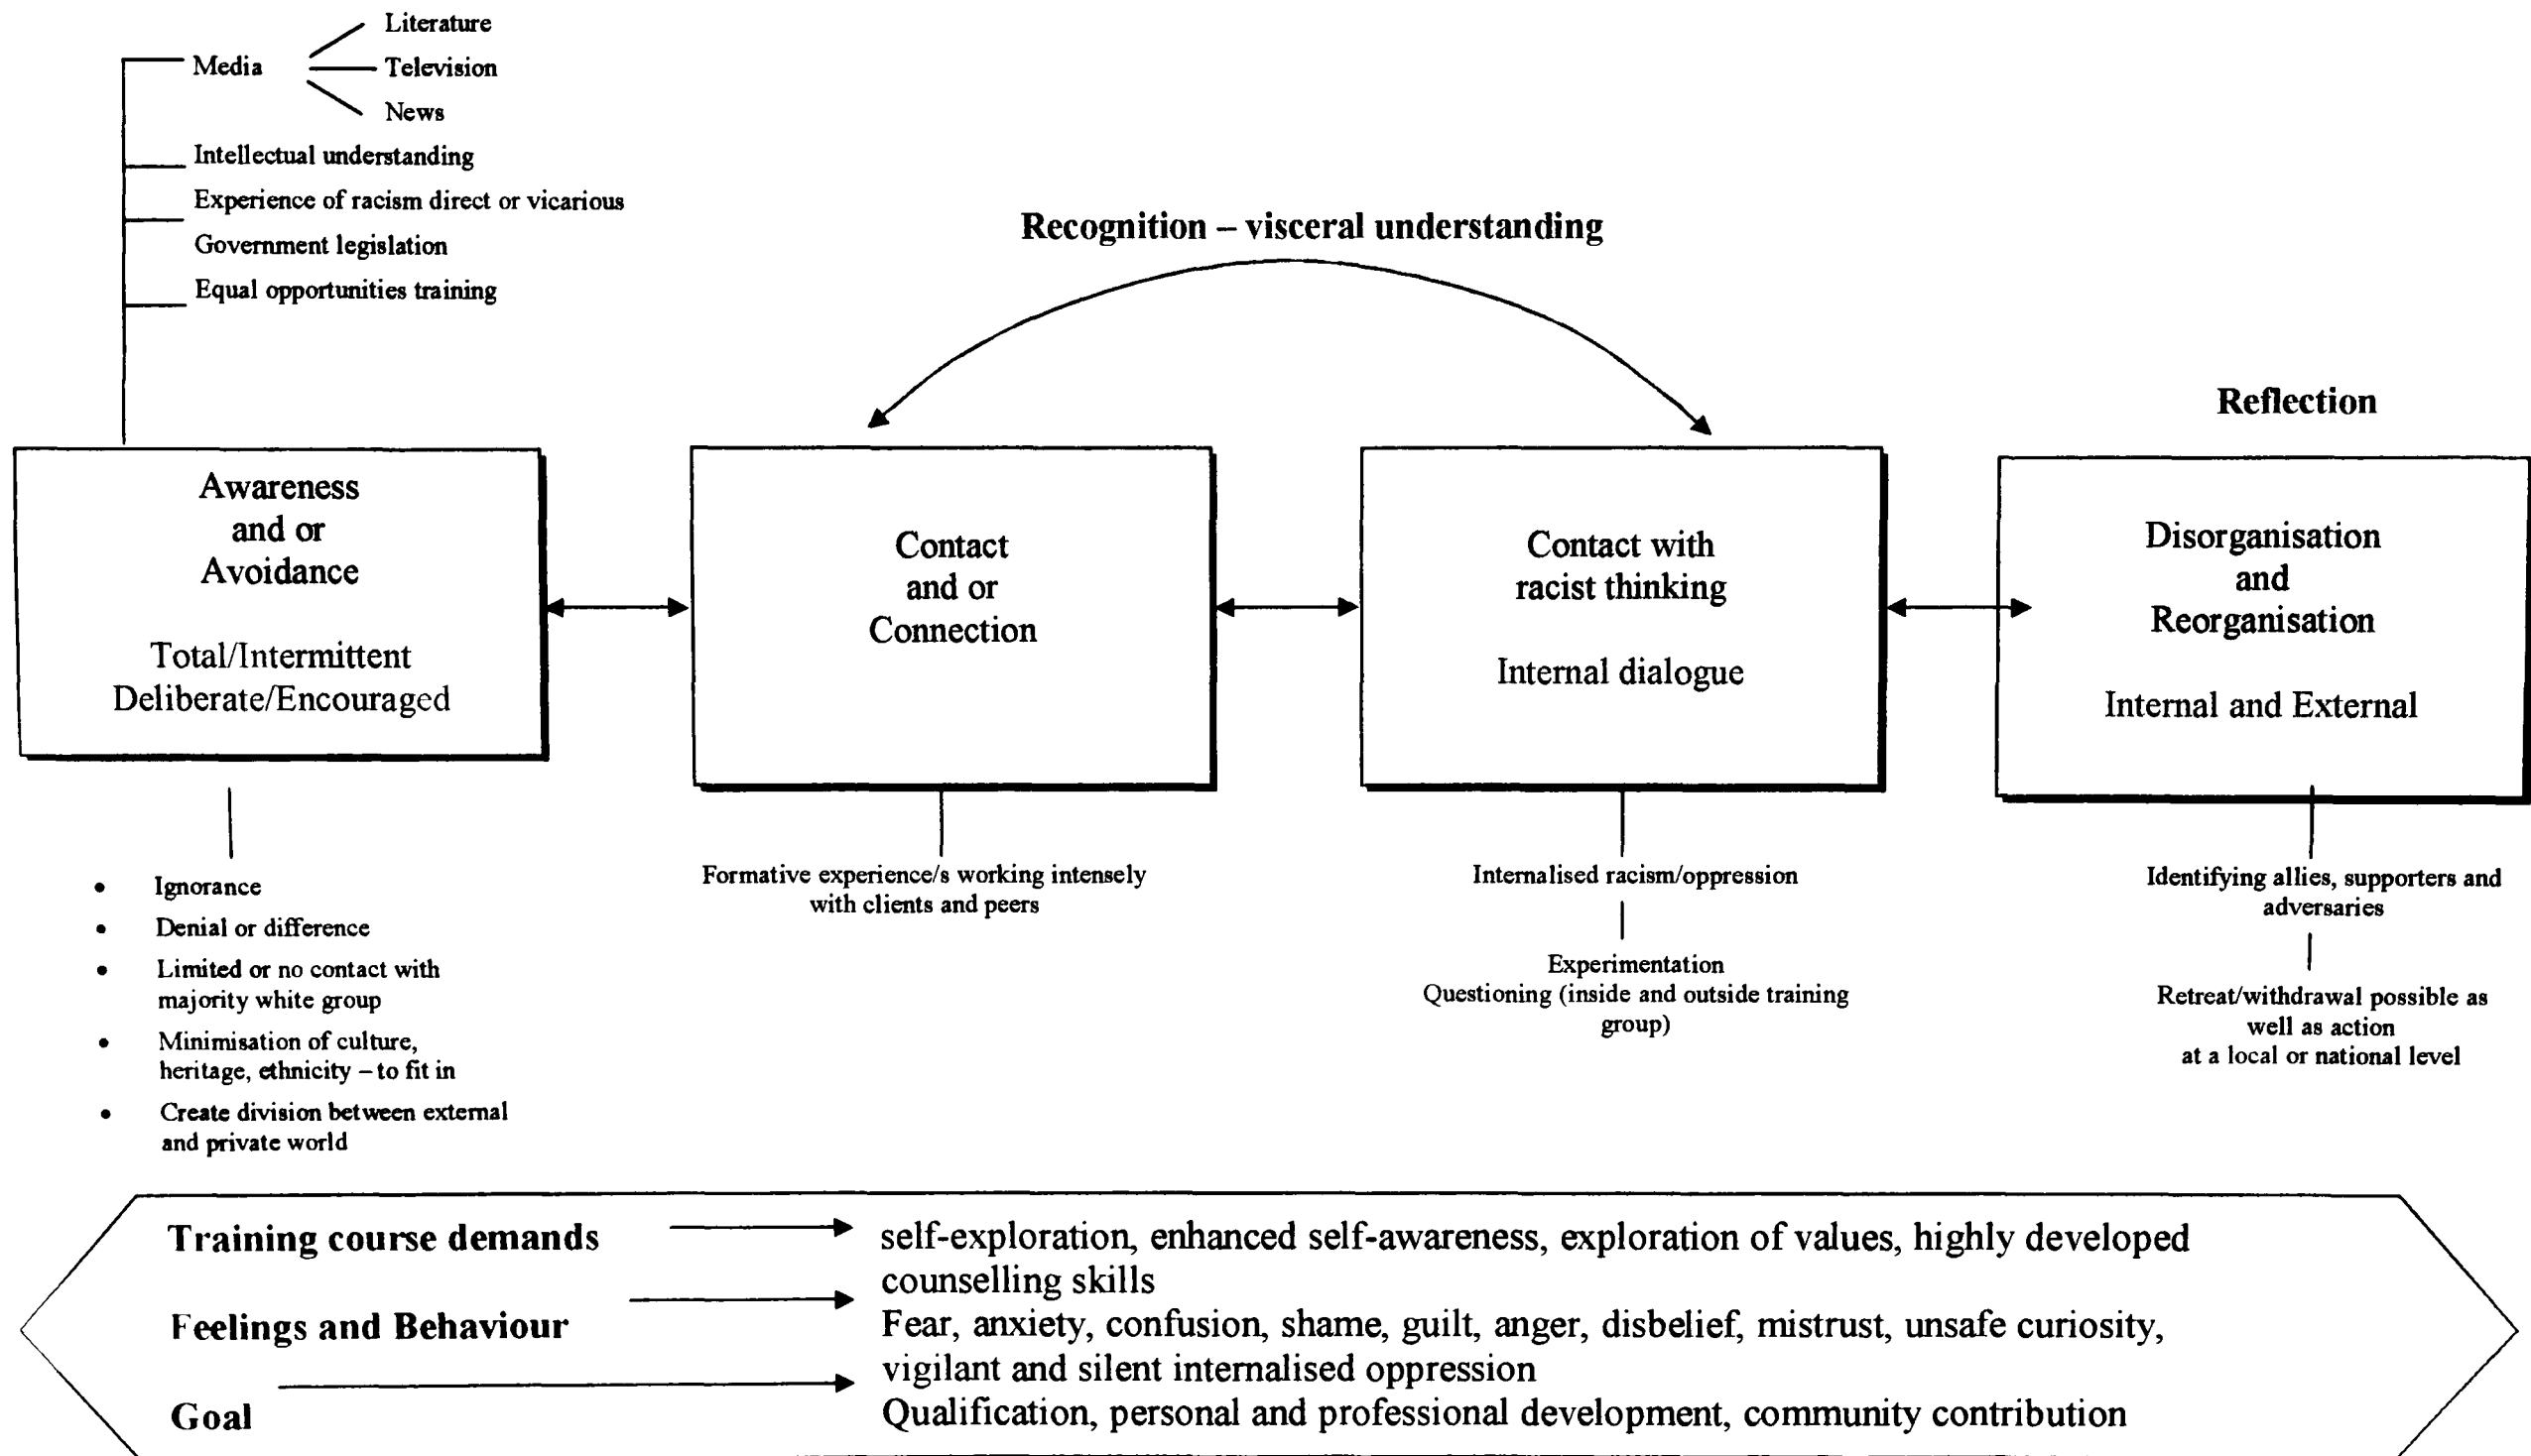 Literature
Media
Television
News
Intellectual understanding
Experience of racism direct or vicarious
Government legislation
Equal opportunities training
Recognition – visceral understanding
Reflection
Awareness
and or
Avoidance
Total/Intermittent
Deliberate/Encouraged
Contact
and or
Connection
Contact with
racist thinking
Internal dialogue
Disorganisation
and
Reorganisation
Internal and External
• Ignorance
• Denial or difference
• Limited or no contact with
majority white group
• Minimisation of culture,
heritage, ethnicity – to fit in
• Create division between external
and private world
Formative experience/s working intensely
with clients and peers
Internalised racism/oppression
Experimentation
Questioning (inside and outside training
group)
Identifying allies, supporters and
adversaries
Retreat/withdrawal possible as
well as action
at a local or national level
Training course demands
self-exploration, enhanced self-awareness, exploration of values, highly developed
counselling skills
Feelings and Behaviour
Fear, anxiety, confusion, shame, guilt, anger, disbelief, mistrust, unsafe curiosity,
vigilant and silent internalised oppression
Goal
Qualification, personal and professional development, community contribution